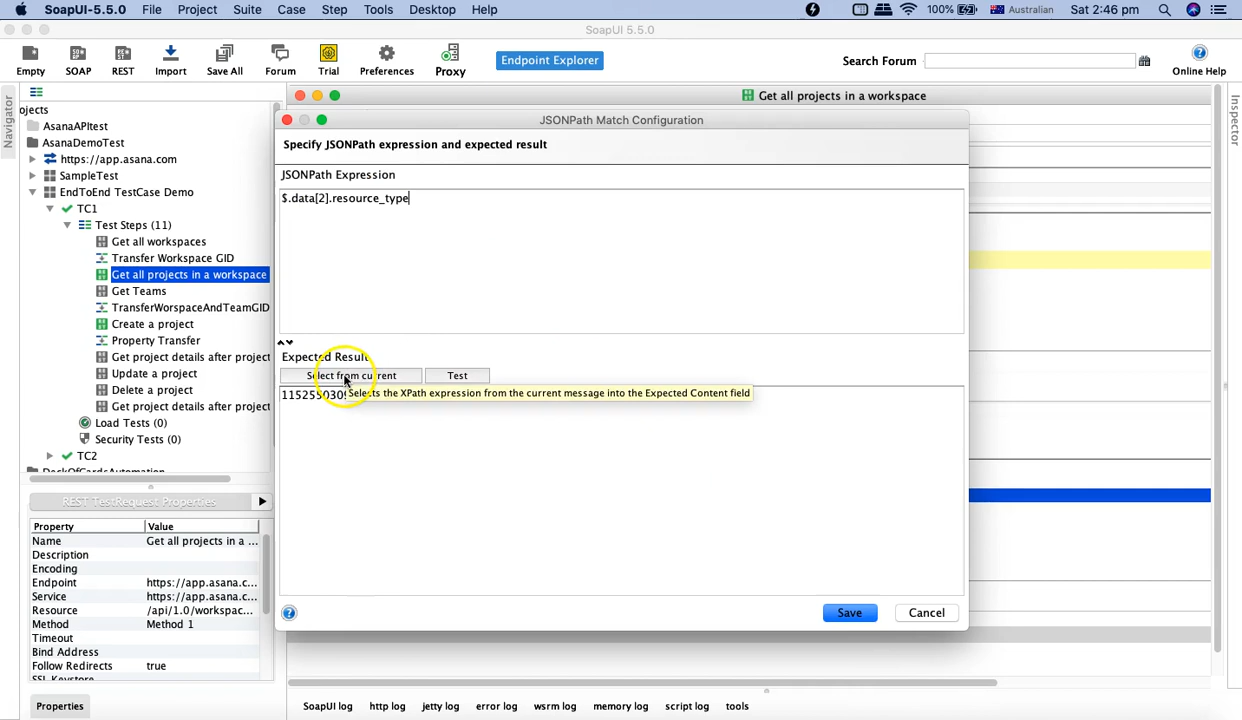 SoapUI-5.5.0 File Project Suite Case Step Tools Desktop Help 100% Australian Sat 2:46 pm
SoapUI 5.5.0
Empty SOAP REST Import Save All Forum Trial Preferences Proxy Endpoint Explorer Search Forum Online Help
Navigator
Inspector
ojects
AsanaAPItest
AsanaDemoTest
https://app.asana.com
SampleTest
EndToEnd TestCase Demo
TC1
Test Steps (11)
Get all workspaces
Transfer Workspace GID
Get all projects in a workspace
Get Teams
TransferWorspaceAndTeamGID
Create a project
Property Transfer
Get project details after project
Update a project
Delete a project
Get project details after project
Load Tests (0)
Security Tests (0)
TC2
DeckOfCardsAutomation
REST TestRequest Properties
Property Value
Name Get all projects in a ...
Description
Encoding
Endpoint https://app.asana.c...
Service https://app.asana.c...
Resource /api/1.0/workspac...
Method Method 1
Timeout
Bind Address
Follow Redirects true
SSL Keystore
Properties
Get all projects in a workspace
JSONPath Match Configuration
Specify JSONPath expression and expected result
JSONPath Expression
$.data[2].resource_type
Expected Result
Select from current Test
Selects the XPath expression from the current message into the Expected Content field
Save Cancel
SoapUI log http log jetty log error log wsrm log memory log script log tools